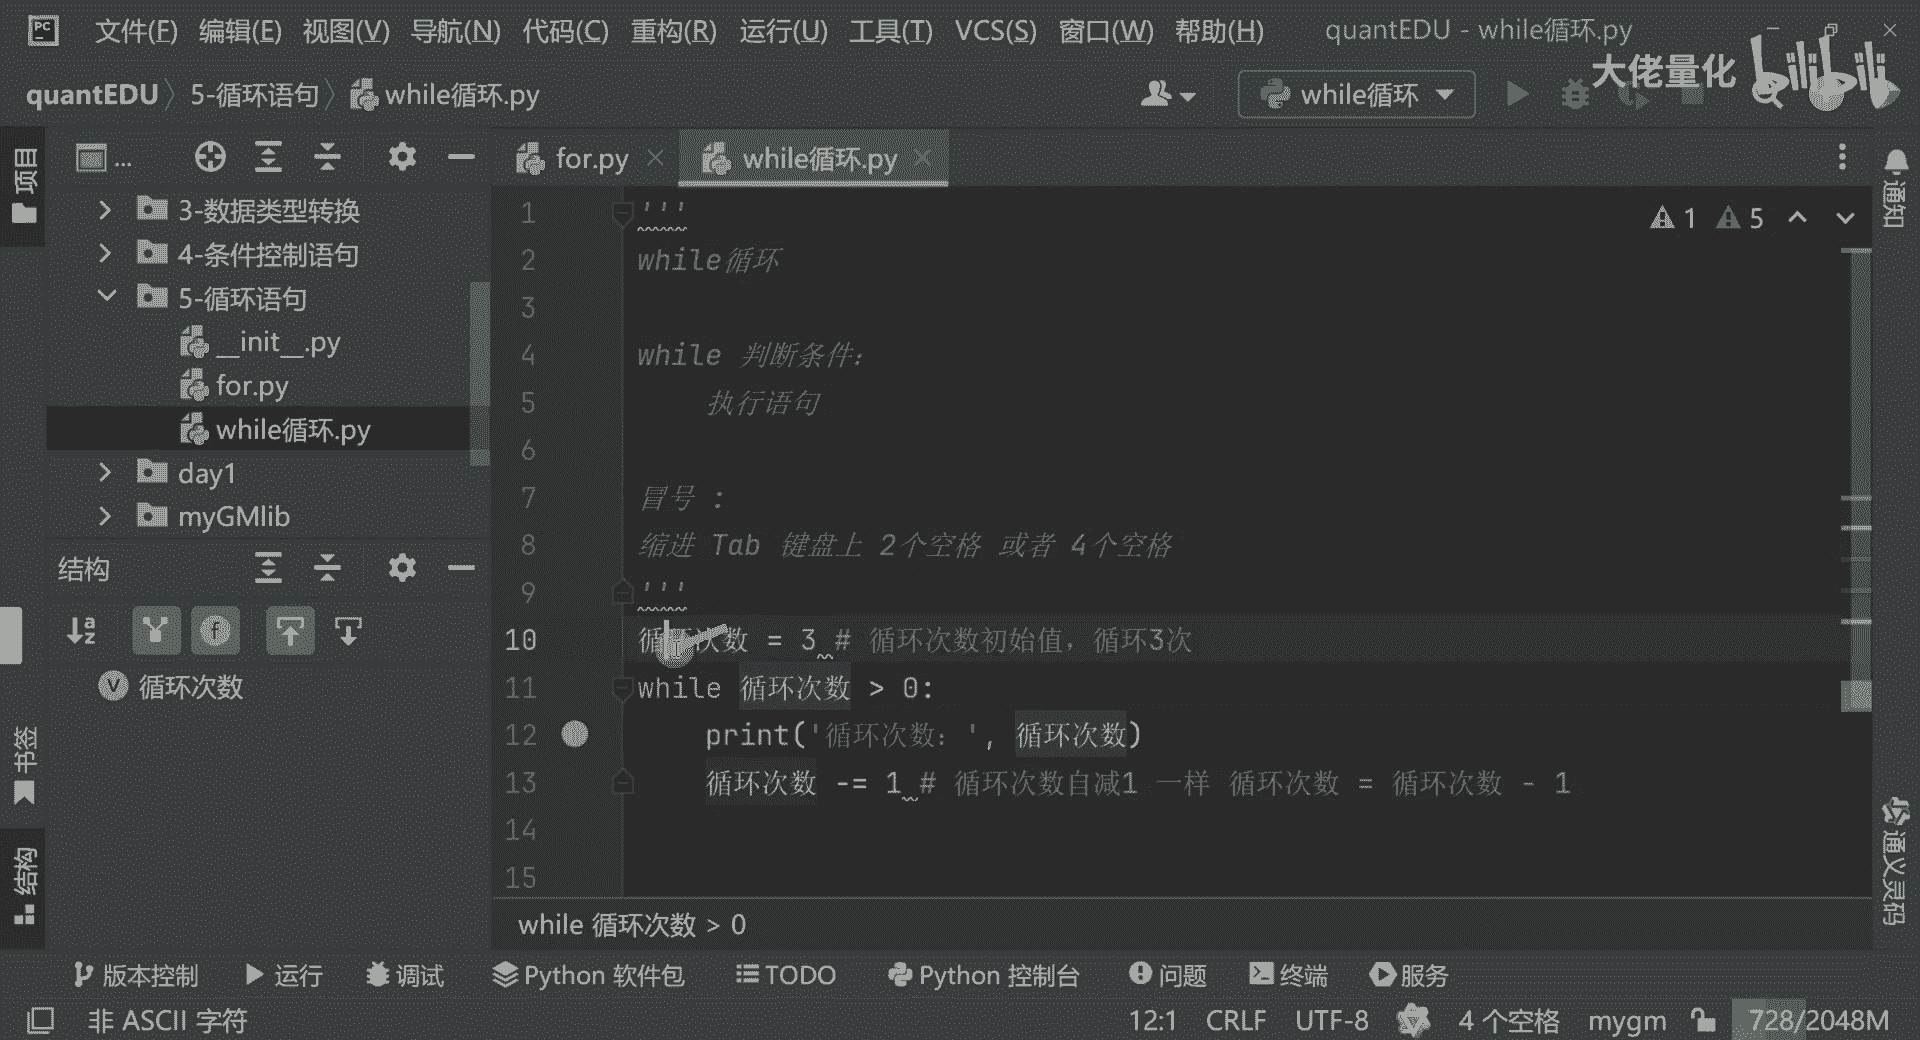 PC 文件(F) 编辑(E) 视图(V) 导航(N) 代码(C) 重构(R) 运行(U) 工具(T) VCS(S) 窗口(W) 帮助(H) quantEDU - while循环.py
大佬量化 bilibili
quantEDU 5-循环语句 while循环.py while循环
项目
...
for.py while循环.py
通知
3-数据类型转换
4-条件控制语句
5-循环语句
__init__.py
for.py
while循环.py
day1
myGMlib
结构
循环次数
书签
结构
1 '''
2 while循环
3
4 while 判断条件：
5 执行语句
6
7 冒号 ：
8 缩进 Tab 键盘上 2个空格 或者 4个空格
9 '''
10 循环次数 = 3 # 循环次数初始值，循环3次
11 while 循环次数 > 0:
12 print('循环次数：', 循环次数)
13 循环次数 -= 1 # 循环次数自减1 一样 循环次数 = 循环次数 - 1
14
15
1 5
通义灵码
while 循环次数 > 0
版本控制 运行 调试 Python 软件包 TODO Python 控制台 问题 终端 服务
非 ASCII 字符 12:1 CRLF UTF-8 4 个空格 mygm 728/2048M